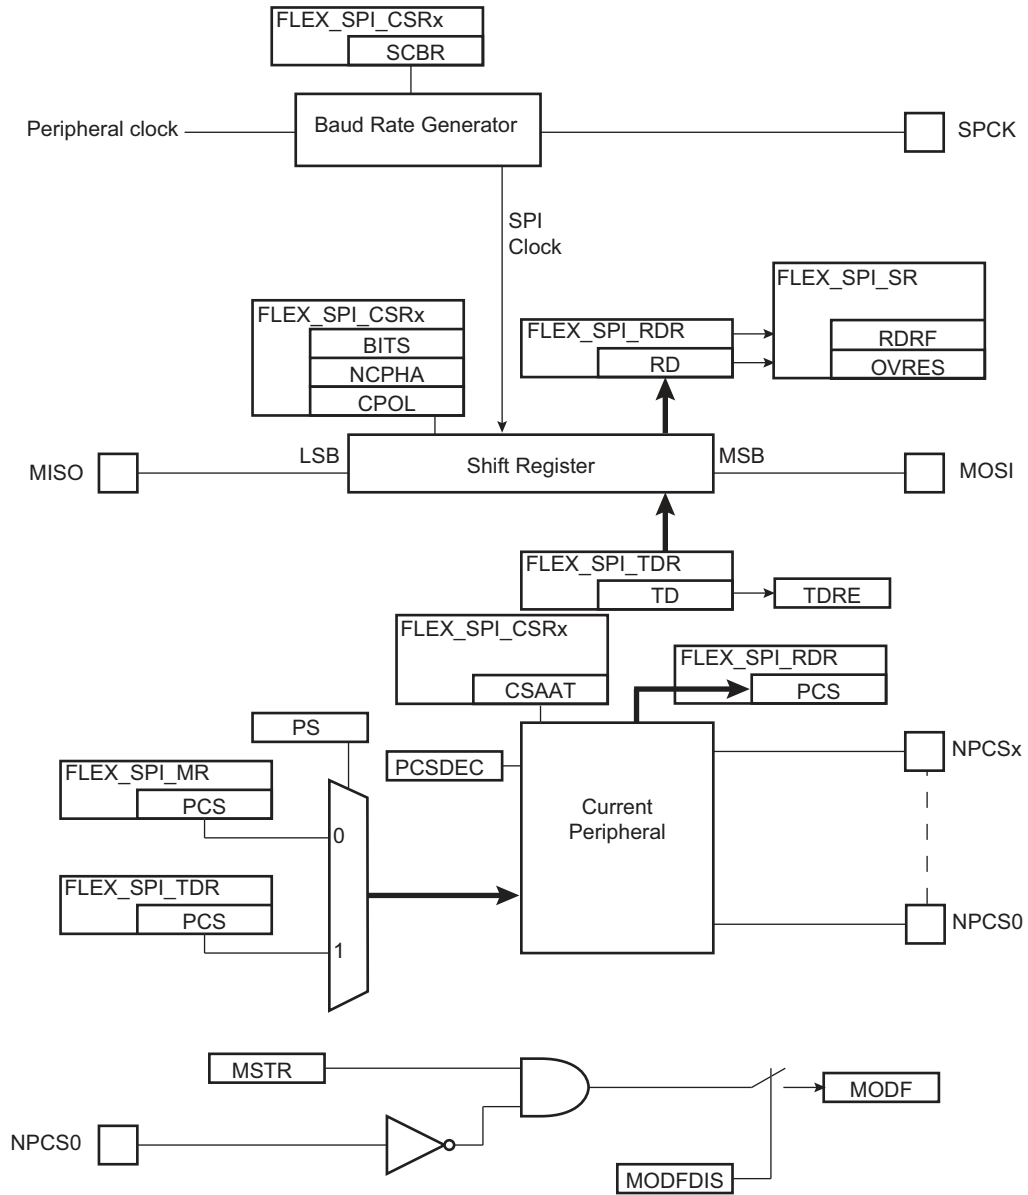 FLEX_SPI_CSRx
SCBR
Peripheral clock
Baud Rate Generator
SPCK
SPI
Clock
FLEX_SPI_SR
FLEX_SPI_CSRx
FLEX_SPI_RDR
RDRF
BITS
RD
OVRES
NCPHA
CPOL
LSB
Shift Register
MSB
MISO
MOSI
FLEX_SPI_TDR
TD
TDRE
FLEX_SPI_CSRx
FLEX_SPI_RDR
CSAAT
PCS
PS
NPCSx
PCSDEC
FLEX_SPI_MR
PCS
Current
Peripheral
0
FLEX_SPI_TDR
PCS
NPCS0
1
MSTR
MODF
NPCS0
MODFDIS